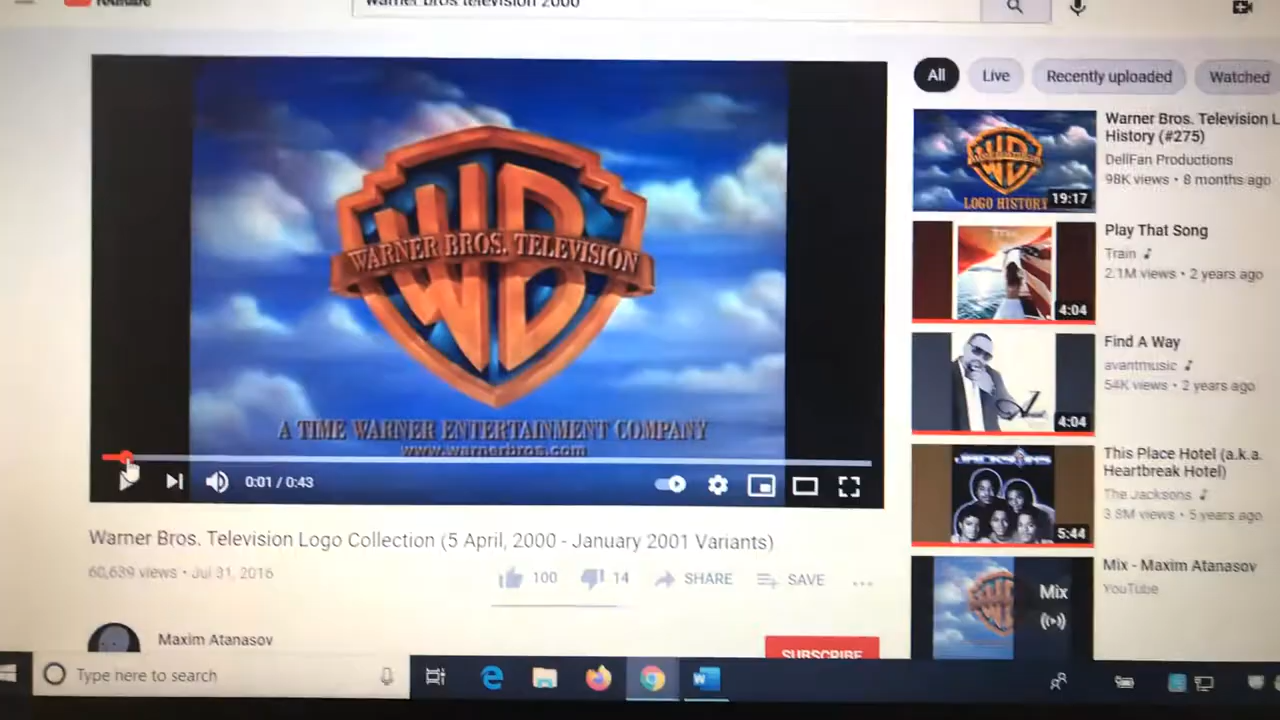 YouTube
warner bros television 2000
All
Live
Recently uploaded
Watched
WARNER BROS. TELEVISION
A TIME WARNER ENTERTAINMENT COMPANY
www.warnerbros.com
0:01 / 0:43
Warner Bros. Television Logo Collection (5 April, 2000 - January 2001 Variants)
60,639 views • Jul 31, 2016
100
14
SHARE
SAVE
Maxim Atanasov
SUBSCRIBE
LOGO HISTORY
19:17
Warner Bros. Television L
History (#275)
DellFan Productions
98K views • 8 months ago
4:04
Play That Song
Train
2.1M views • 2 years ago
4:04
Find A Way
avantmusic
54K views • 2 years ago
JACKSONS
5:44
This Place Hotel (a.k.a.
Heartbreak Hotel)
The Jacksons
3.8M views • 5 years ago
Mix
Mix - Maxim Atanasov
YouTube
Type here to search